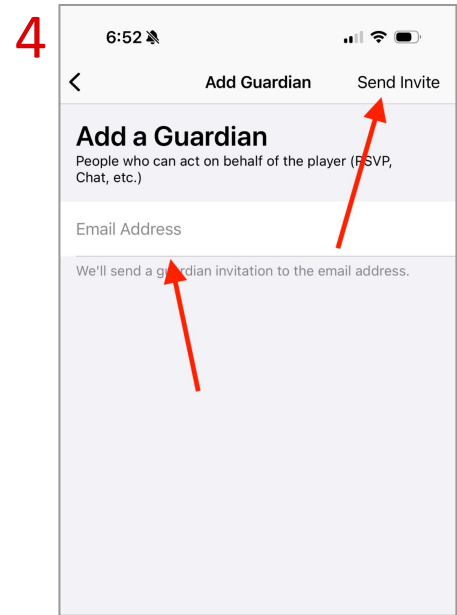 4
6:52
Add Guardian
Send Invite
Add a Guardian
People who can act on behalf of the player (RSVP,
Chat, etc.)
Email Address
We'll send a guardian invitation to the email address.